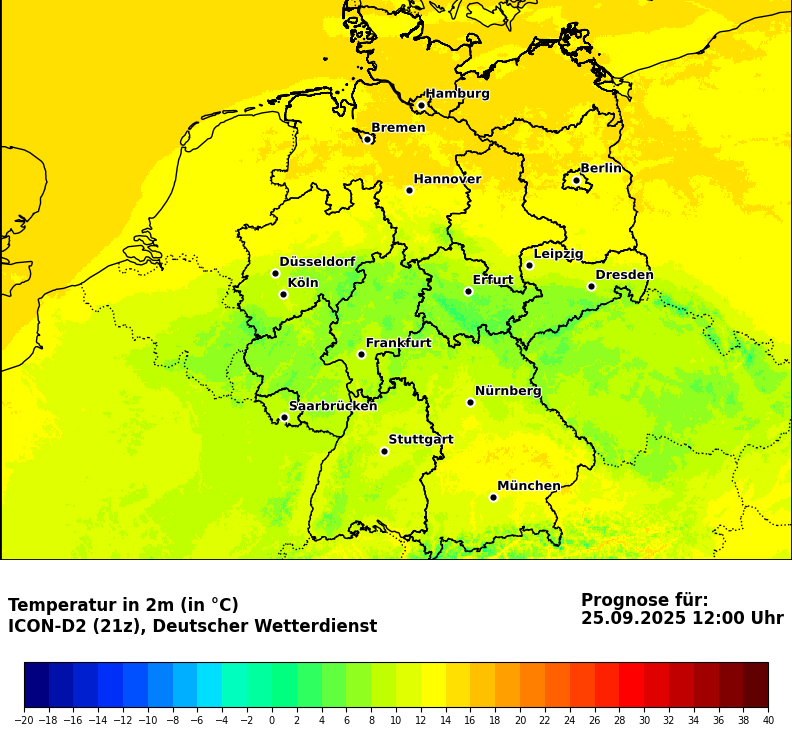 Hamburg
Bremen
Berlin
Hannover
Leipzig
Düsseldorf
Dresden
Köln
Erfurt
Frankfurt
Nürnberg
Saarbrücken
Stuttgart
München
Temperatur in 2m (in °C)
ICON-D2 (21z), Deutscher Wetterdienst
Prognose für:
25.09.2025 12:00 Uhr
−20 −18 −16 −14 −12 −10 −8 −6 −4 −2 0 2 4 6 8 10 12 14 16 18 20 22 24 26 28 30 32 34 36 38 40